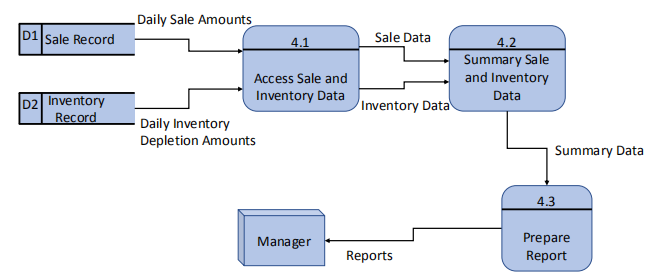 Daily Sale Amounts
D1
Sale Record
4.1
Access Sale and
Inventory Data
Sale Data
4.2
Summary Sale
and Inventory
Data
D2
Inventory
Record
Inventory Data
Daily Inventory
Depletion Amounts
Summary Data
4.3
Prepare
Report
Manager
Reports